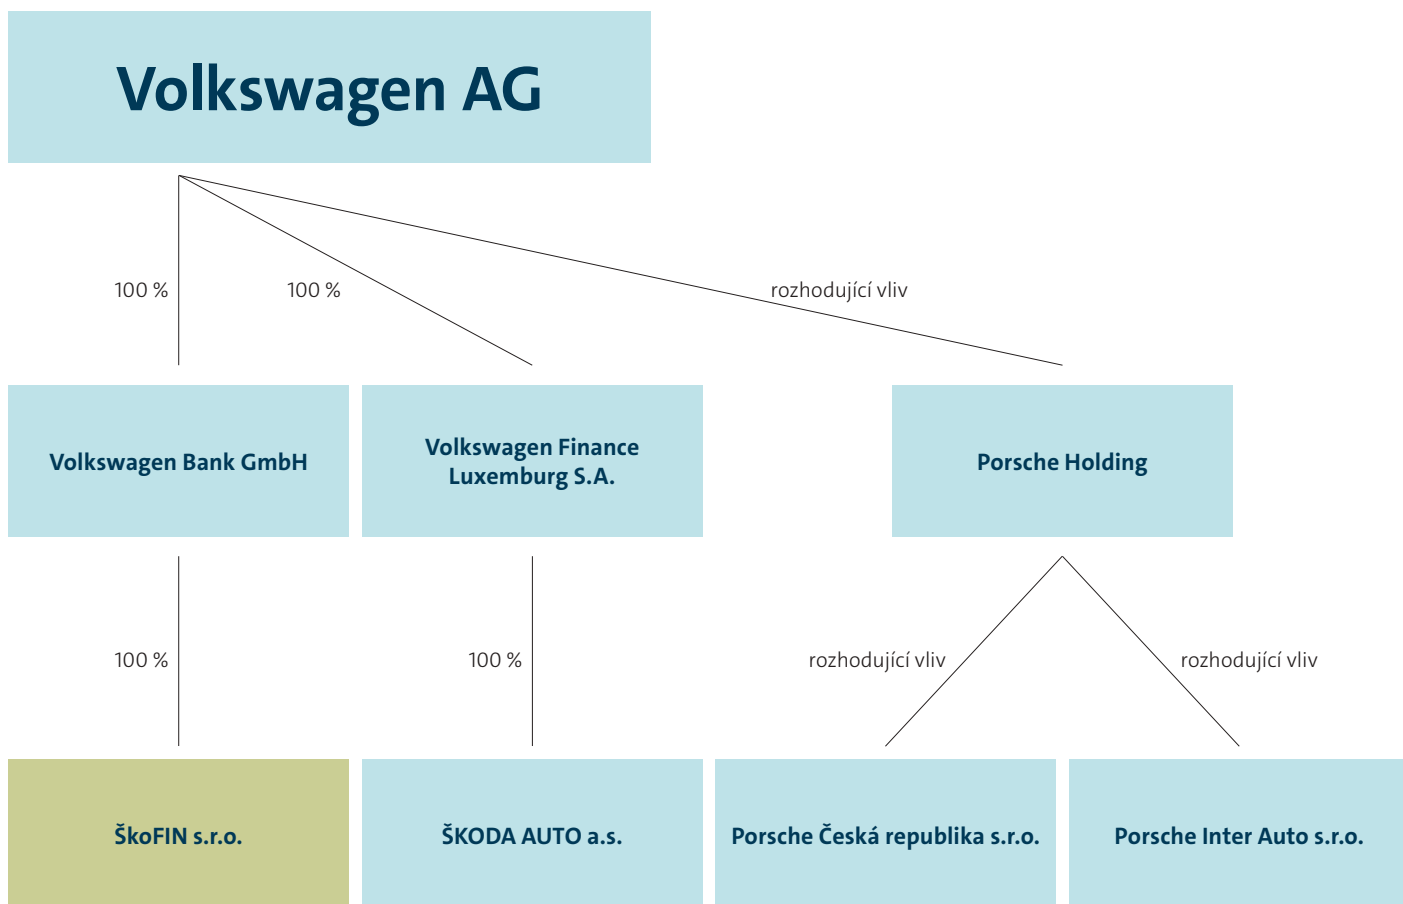 Volkswagen AG
100 %
100 %
rozhodující vliv
Volkswagen Bank GmbH
Volkswagen Finance
Luxemburg S.A.
Porsche Holding
100 %
100 %
rozhodující vliv
rozhodující vliv
ŠkoFIN s.r.o.
ŠKODA AUTO a.s.
Porsche Česká republika s.r.o.
Porsche Inter Auto s.r.o.